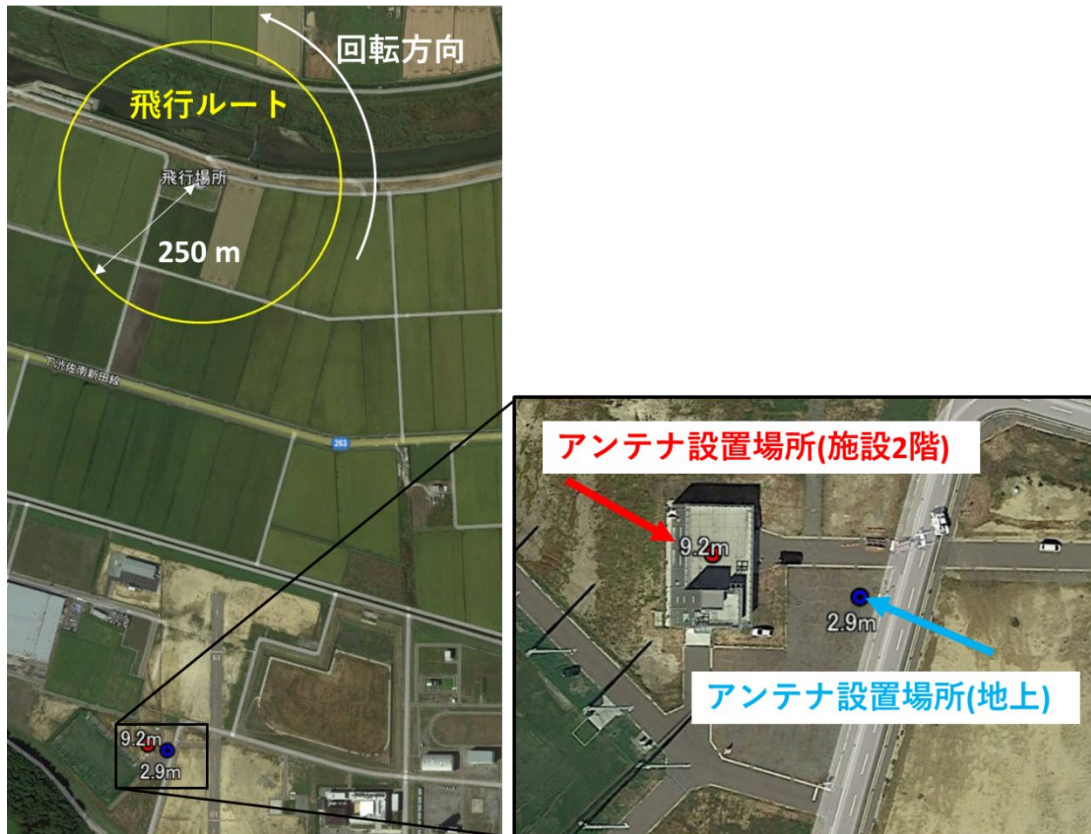 回転方向
飛行ルート
飛行場所
250 m
下渋佐南新田線
263
9.2m
2.9m
アンテナ設置場所(施設2階)
9.2m
2.9m
アンテナ設置場所(地上)